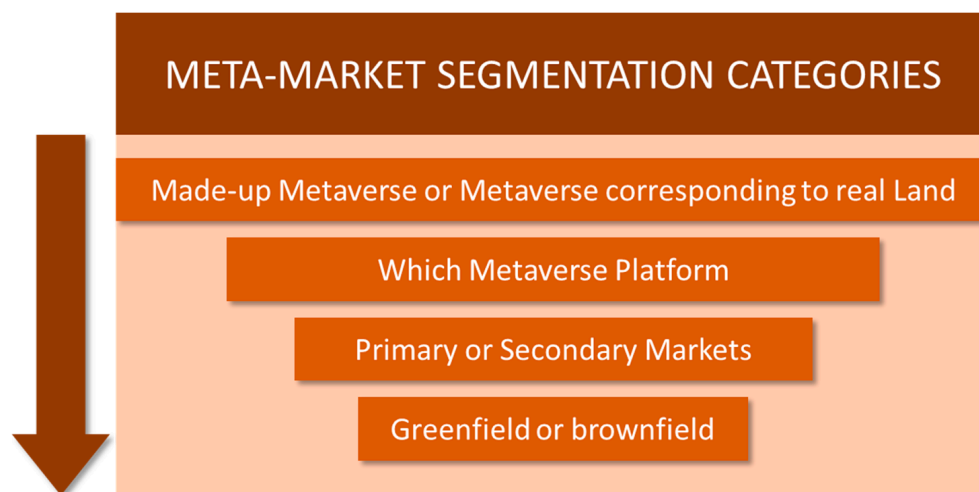 META-MARKET SEGMENTATION CATEGORIES
Made-up Metaverse or Metaverse corresponding to real Land
Which Metaverse Platform
Primary or Secondary Markets
Greenfield or brownfield